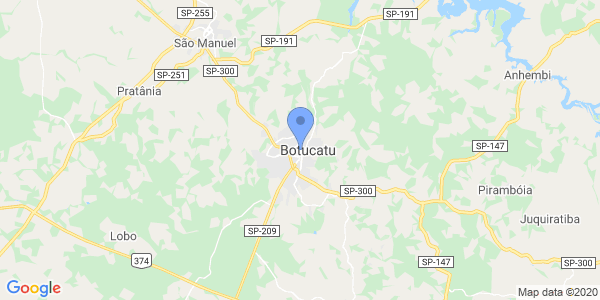 SP-255
SP-191
São Manuel
SP-191
SP-300
SP-251
Anhembi
Pratânia
Botucatu
SP-147
SP-300
Pirambóia
Juquiratiba
Lobo
SP-209
374
SP-147
SP-300
Google
Map data ©2020